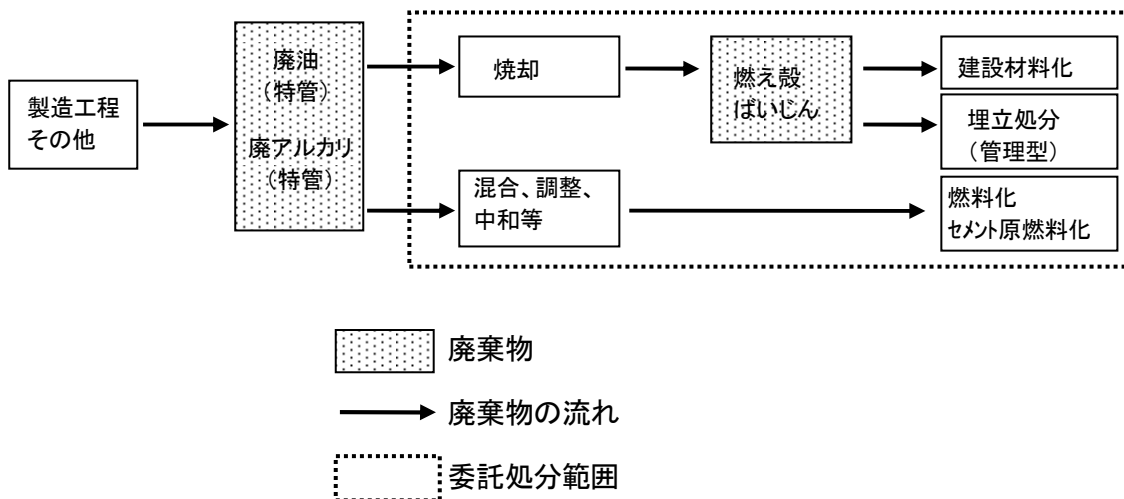 製造工程
その他
廃油
（特管）
廃アルカリ
（特管）
焼却
混合、調整、
中和等
燃え殻
ばいじん
建設材料化
埋立処分
（管理型）
燃料化
セメント原燃料化
廃棄物
廃棄物の流れ
委託処分範囲